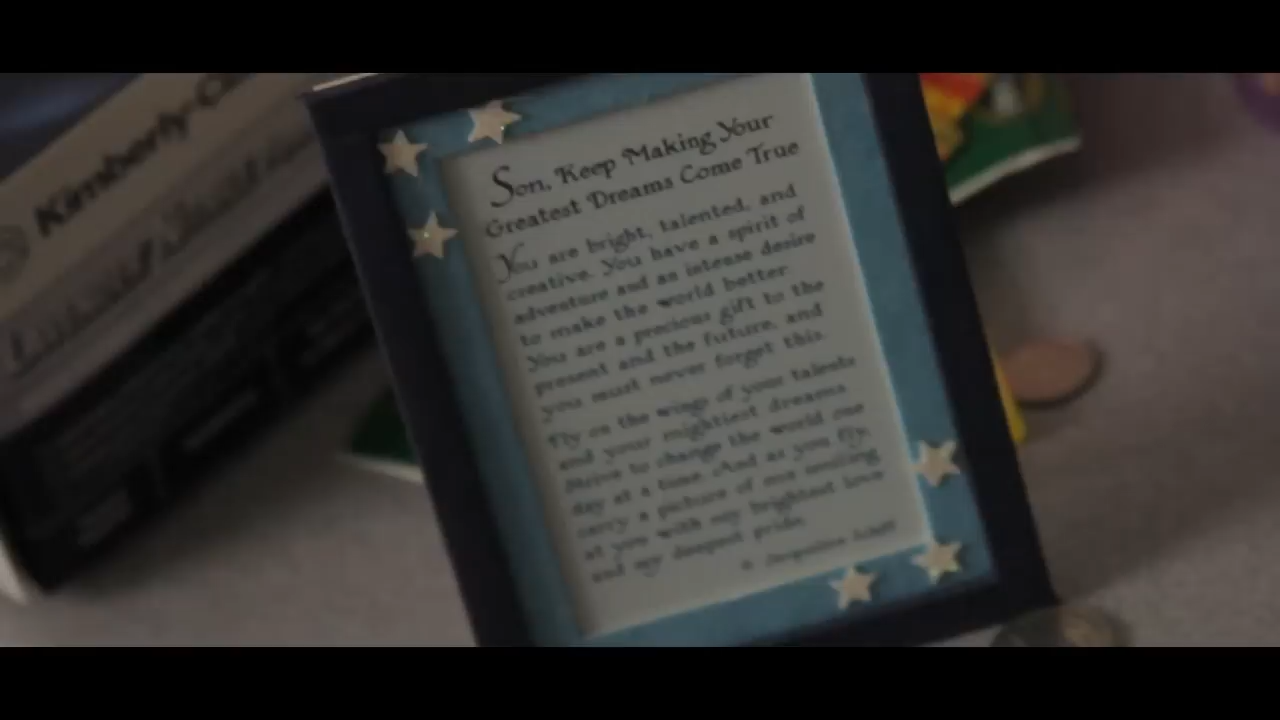 Kimberly-C
Son, Keep Making Your
Greatest Dreams Come True
You are bright, talented, and
creative. You have a spirit of
adventure and an intense desire
to make the world better.
You are a precious gift to the
present and the future, and
you must never forget this.
Fly on the wings of your talents
and your mightiest dreams
Strive to change the world one
day at a time. And as you fly,
carry a picture of me smiling
at you with my brightest love
and my deepest pride.